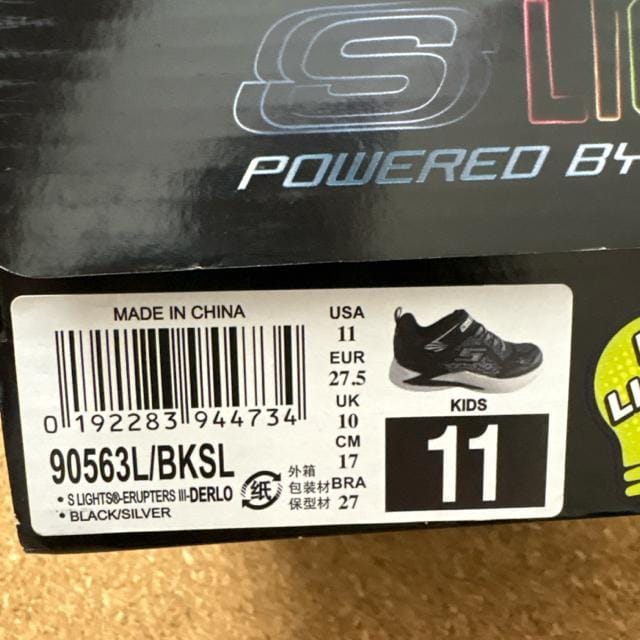 S LIG
POWERED BY
MADE IN CHINA
0 192283 944734
90563L/BKSL
• S LIGHTS®-ERUPTERS III-DERLO
• BLACK/SILVER
纸
外箱
包装材
保型材
USA
11
EUR
27.5
UK
10
CM
17
BRA
27
KIDS
11